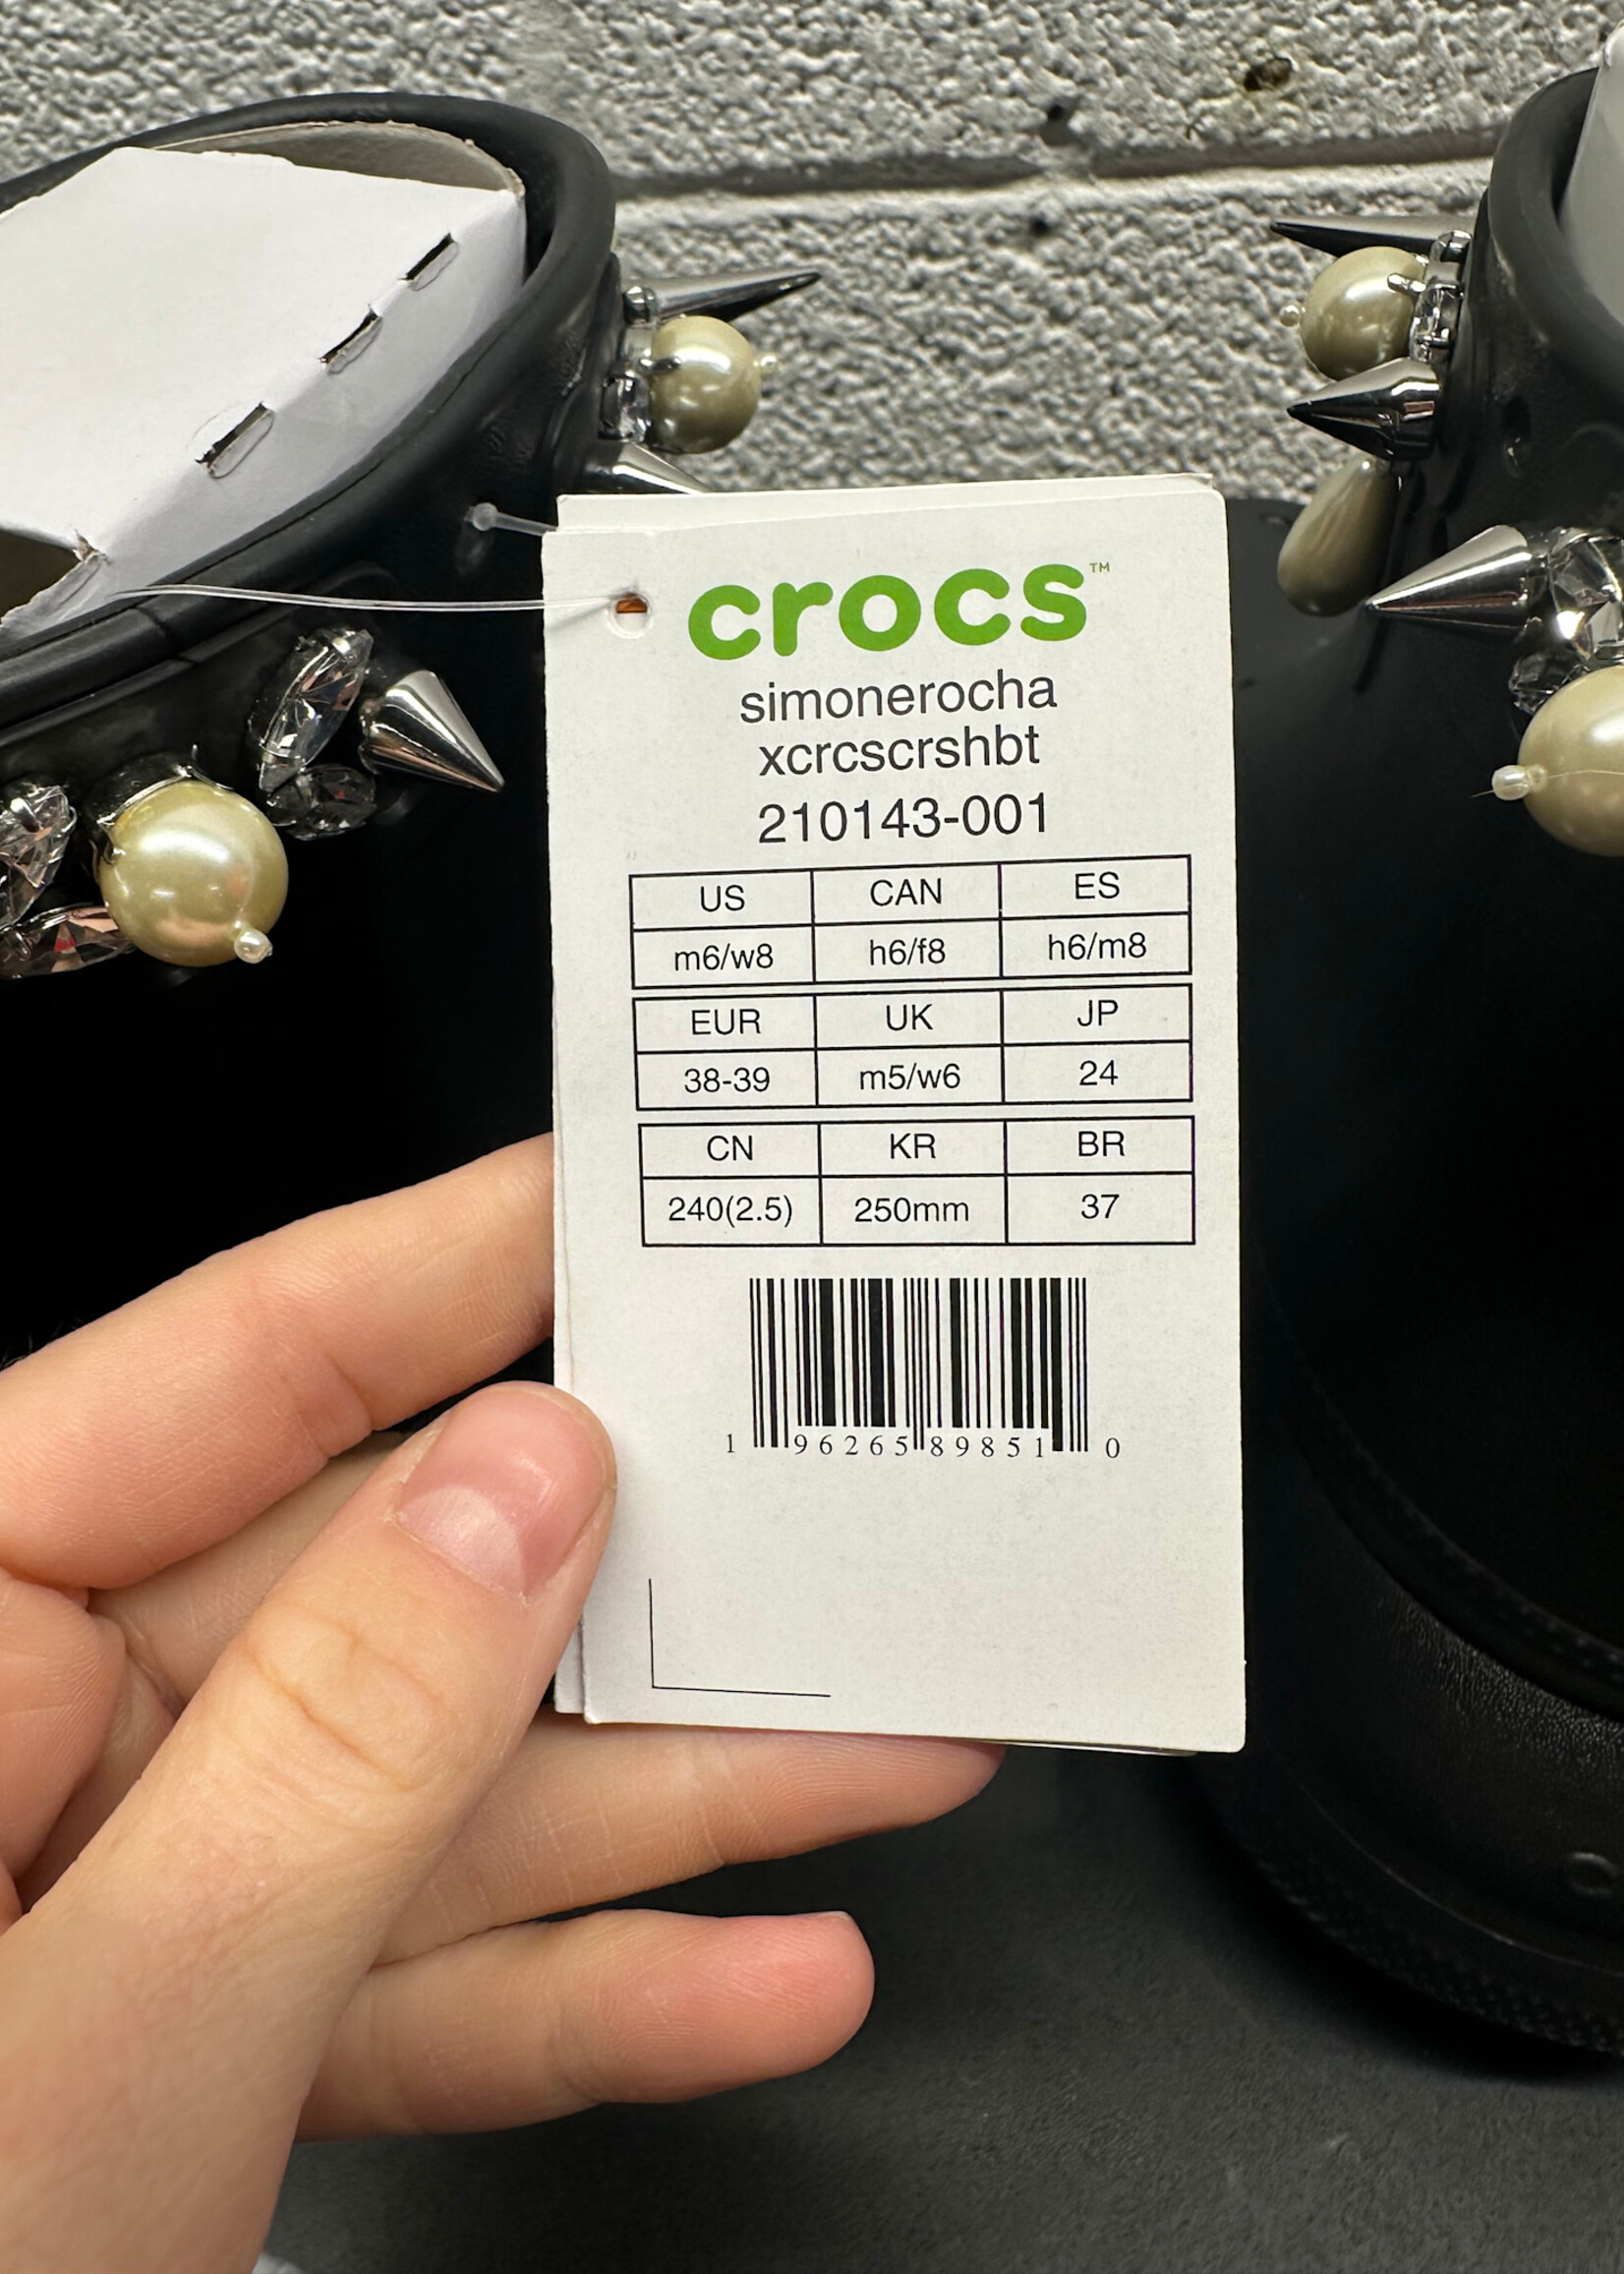 crocs™
simonerocha
xcrcscrshbt
210143-001
US CAN ES
m6/w8 h6/f8 h6/m8
EUR UK JP
38-39 m5/w6 24
CN KR BR
240(2.5) 250mm 37
1 96265 89851 0